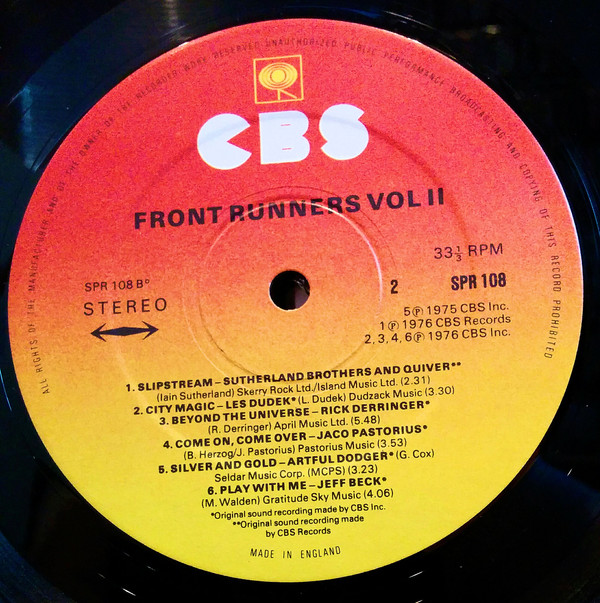 ALL RIGHTS OF THE MANUFACTURER AND OF THE OWNER OF THE RECORDED WORK RESERVED UNAUTHORIZED PUBLIC PERFORMANCE BROADCASTING AND COPYING OF THIS RECORD PROHIBITED
CBS
FRONT RUNNERS VOL II
33⅓ RPM
SPR 108 B°
2 SPR 108
STEREO
5℗ 1975 CBS Inc.
1℗ 1976 CBS Records
2, 3, 4, 6℗ 1976 CBS Inc.
1. SLIPSTREAM – SUTHERLAND BROTHERS AND QUIVER**
(Iain Sutherland) Skerry Rock Ltd./Island Music Ltd. (2.31)
2. CITY MAGIC – LES DUDEK* (L. Dudek) Dudzack Music (3.30)
3. BEYOND THE UNIVERSE – RICK DERRINGER*
(R. Derringer) April Music Ltd. (5.48)
4. COME ON, COME OVER – JACO PASTORIUS*
(B. Herzog/J. Pastorius) Pastorius Music (3.53)
5. SILVER AND GOLD – ARTFUL DODGER* (G. Cox)
Seldar Music Corp. (MCPS) (3.23)
6. PLAY WITH ME – JEFF BECK*
(M. Walden) Gratitude Sky Music (4.06)
*Original sound recording made by CBS Inc.
**Original sound recording made
by CBS Records
MADE IN ENGLAND